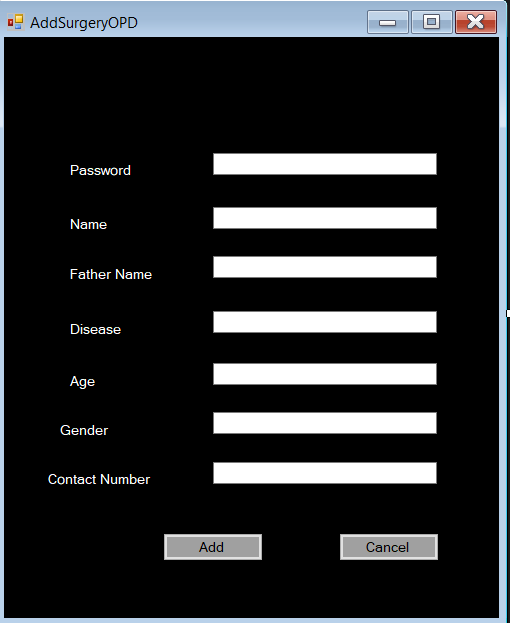 AddSurgeryOPD
Password
Name
Father Name
Disease
Age
Gender
Contact Number
Add Cancel